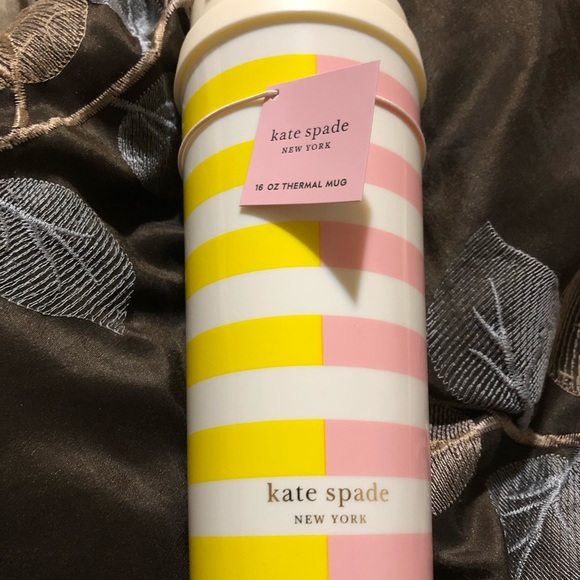 kate spade
NEW YORK
16 OZ THERMAL MUG
kate spade
NEW YORK